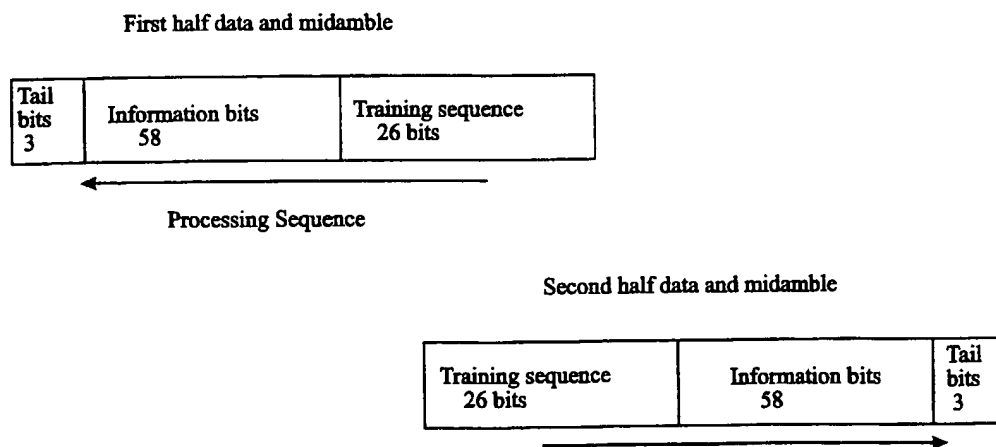 First half data and midamble
Tail
bits
3
Information bits
58
Training sequence
26 bits
Processing Sequence
Second half data and midamble
Training sequence
26 bits
Information bits
58
Tail
bits
3